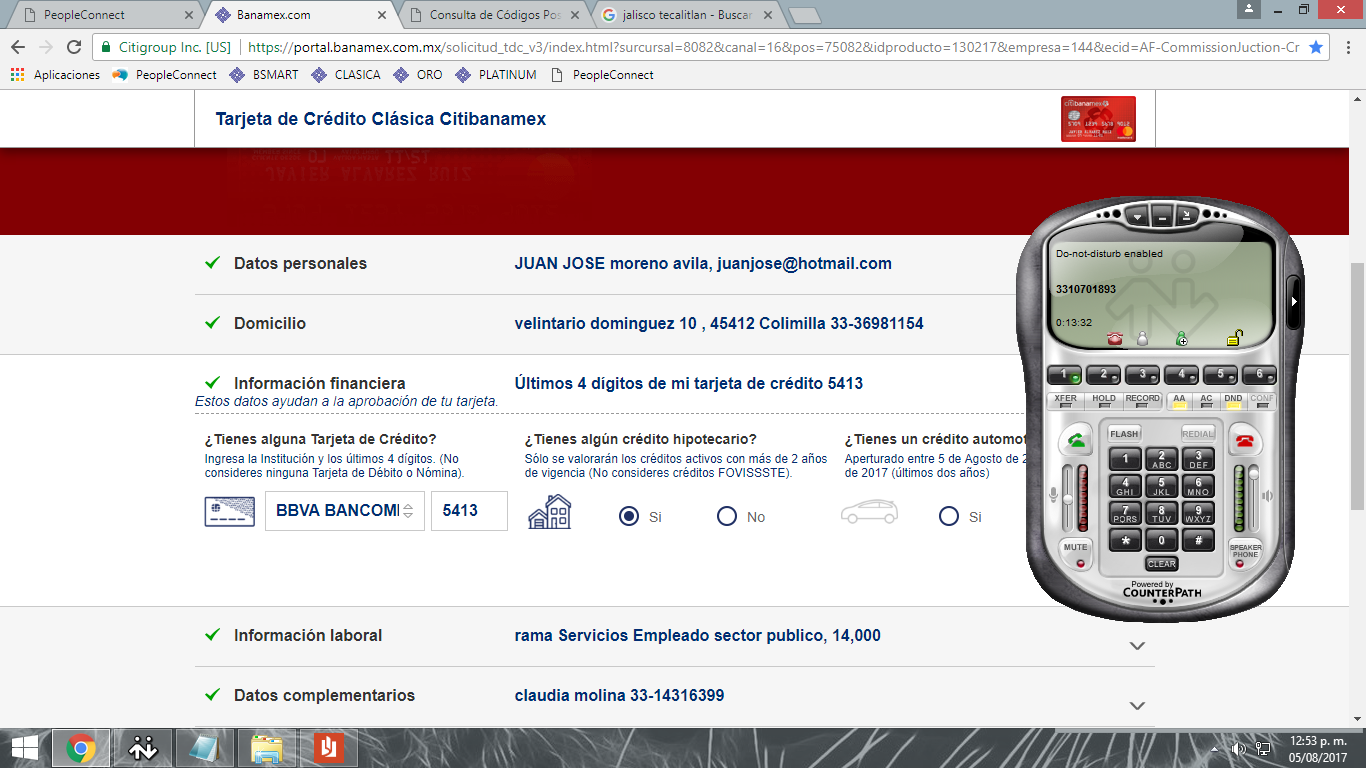 PeopleConnect
Banamex.com
Consulta de Códigos Pos
jalisco tecalitlan - Buscar
Citigroup Inc. [US]
https://portal.banamex.com.mx/solicitud_tdc_v3/index.html?surcursal=8082&canal=16&pos=75082&idproducto=130217&empresa=144&ecid=AF-CommissionJuction-Cr
Aplicaciones
PeopleConnect
BSMART
CLASICA
ORO
PLATINUM
PeopleConnect
Tarjeta de Crédito Clásica Citibanamex
citibanamex
JAVIER ALVAREZ RUIZ
Datos personales
JUAN JOSE moreno avila, juanjose@hotmail.com
Domicilio
velintario dominguez 10 , 45412 Colimilla 33-36981154
Información financiera
Últimos 4 dígitos de mi tarjeta de crédito 5413
Estos datos ayudan a la aprobación de tu tarjeta.
¿Tienes alguna Tarjeta de Crédito?
Ingresa la Institución y los últimos 4 dígitos. (No
consideres ninguna Tarjeta de Débito o Nómina).
BBVA BANCOM
5413
¿Tienes algún crédito hipotecario?
Sólo se valorarán los créditos activos con más de 2 años
de vigencia (No consideres créditos FOVISSSTE).
Si
No
¿Tienes un crédito automot
Aperturado entre 5 de Agosto de 2
de 2017 (últimos dos años)
Si
Información laboral
rama Servicios Empleado sector publico, 14,000
Datos complementarios
claudia molina 33-14316399
Do-not-disturb enabled
3310701893
0:13:32
1 2 3 4 5 6
XFER HOLD RECORD AA AC DND CONF
FLASH
REDIAL
1 2 ABC 3 DEF
4 GHI 5 JKL 6 MNO
7 PQRS 8 TUV 9 WXYZ
* 0 #
MUTE
CLEAR
SPEAKER
PHONE
Powered by
COUNTERPATH
12:53 p. m.
05/08/2017